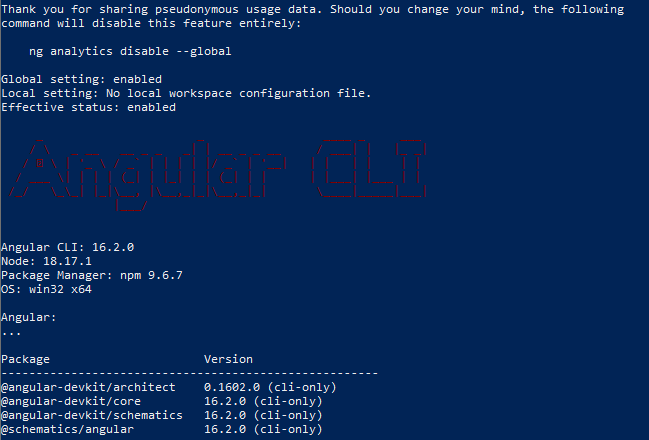 Thank you for sharing pseudonymous usage data. Should you change your mind, the following
command will disable this feature entirely:
ng analytics disable --global
Global setting: enabled
Local setting: No local workspace configuration file.
Effective status: enabled
Angular CLI
Angular CLI: 16.2.0
Node: 18.17.1
Package Manager: npm 9.6.7
OS: win32 x64
Angular:
...
Package Version
------------------------------------------------------
@angular-devkit/architect 0.1602.0 (cli-only)
@angular-devkit/core 16.2.0 (cli-only)
@angular-devkit/schematics 16.2.0 (cli-only)
@schematics/angular 16.2.0 (cli-only)